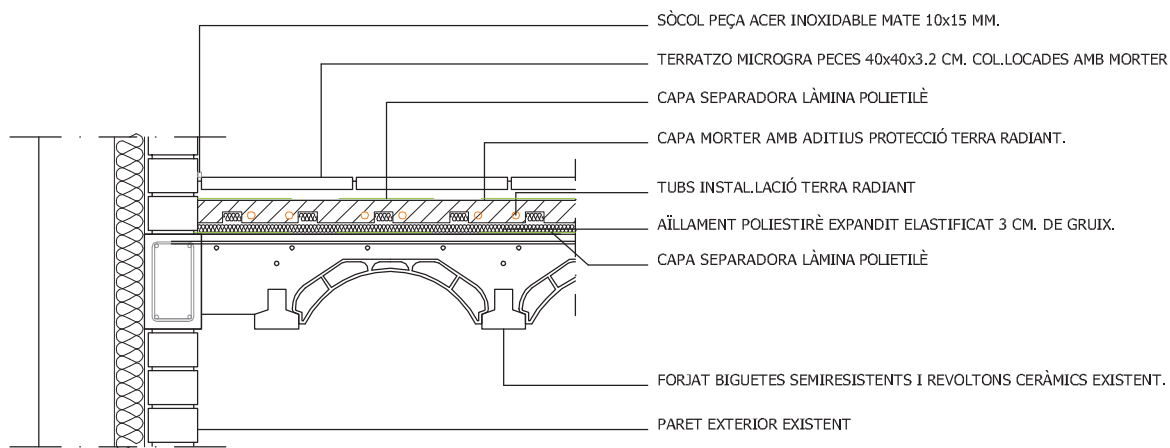 SÒCOL PEÇA ACER INOXIDABLE MATE 10x15 MM.
TERRATZO MICROGRA PECES 40x40x3.2 CM. COL.LOCADES AMB MORTER
CAPA SEPARADORA LÀMINA POLIETILÈ
CAPA MORTER AMB ADITIUS PROTECCIÓ TERRA RADIANT.
TUBS INSTAL.LACIÓ TERRA RADIANT
AÏLLAMENT POLIESTIRÈ EXPANDIT ELASTIFICAT 3 CM. DE GRUIX.
CAPA SEPARADORA LÀMINA POLIETILÈ
FORJAT BIGUETES SEMIRESISTENTS I REVOLTONS CERÀMICS EXISTENT.
PARET EXTERIOR EXISTENT